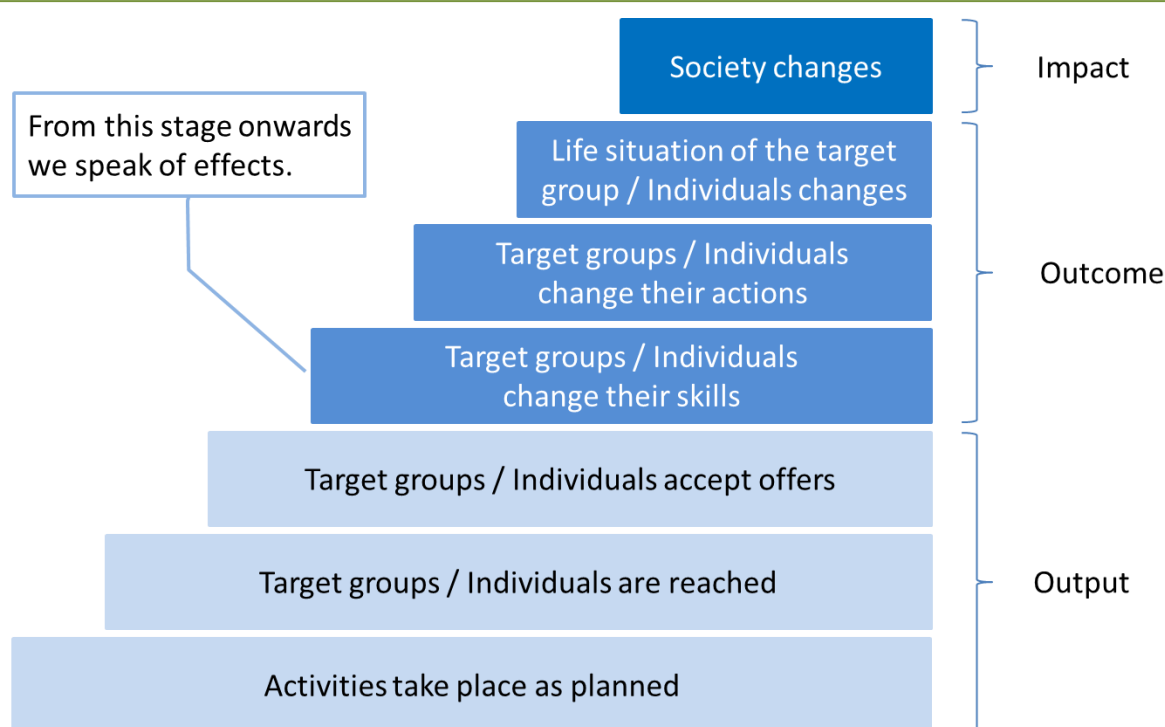 Society changes
Impact
From this stage onwards
we speak of effects.
Life situation of the target
group / Individuals changes
Target groups / Individuals
change their actions
Outcome
Target groups / Individuals
change their skills
Target groups / Individuals accept offers
Target groups / Individuals are reached
Output
Activities take place as planned